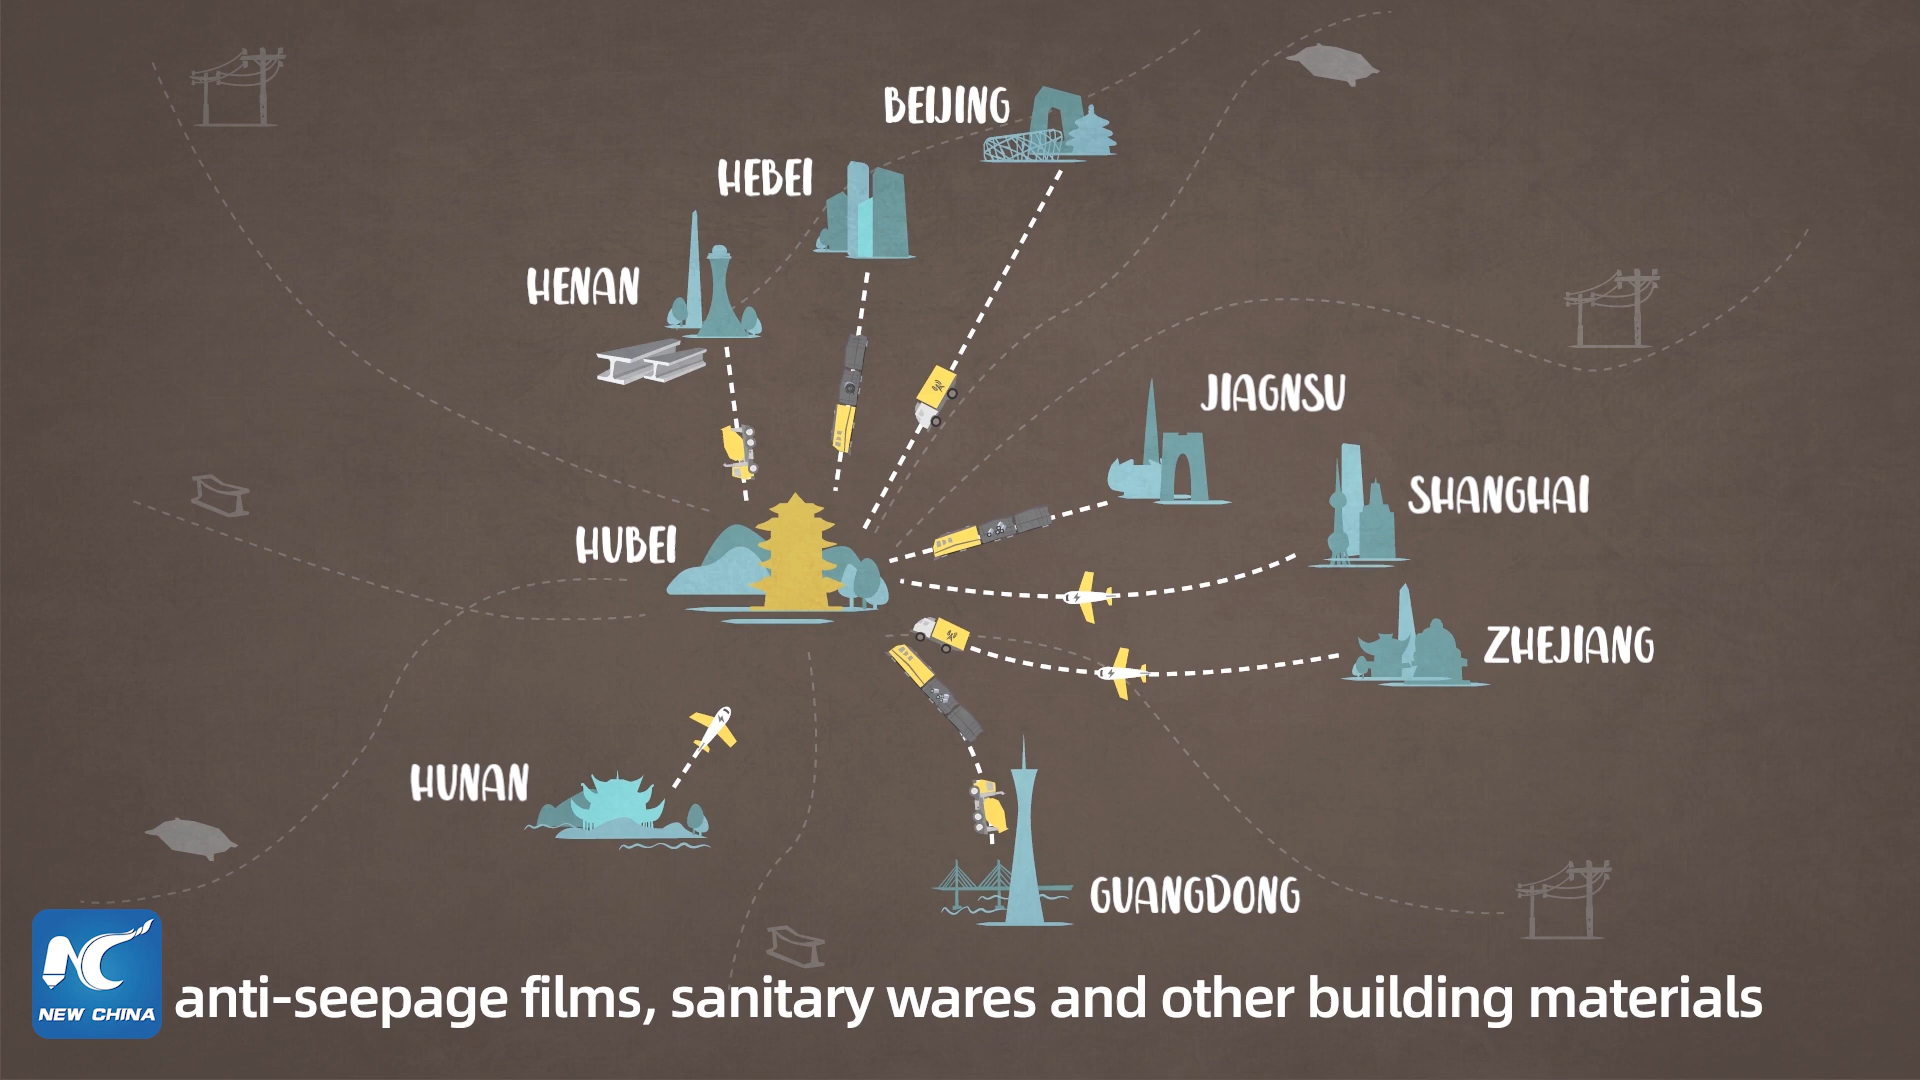 BEIJING
HEBEI
HENAN
JIAGNSU
SHANGHAI
HUBEI
ZHEJIANG
HUNAN
GUANGDONG
NC
NEW CHINA
anti-seepage films, sanitary wares and other building materials